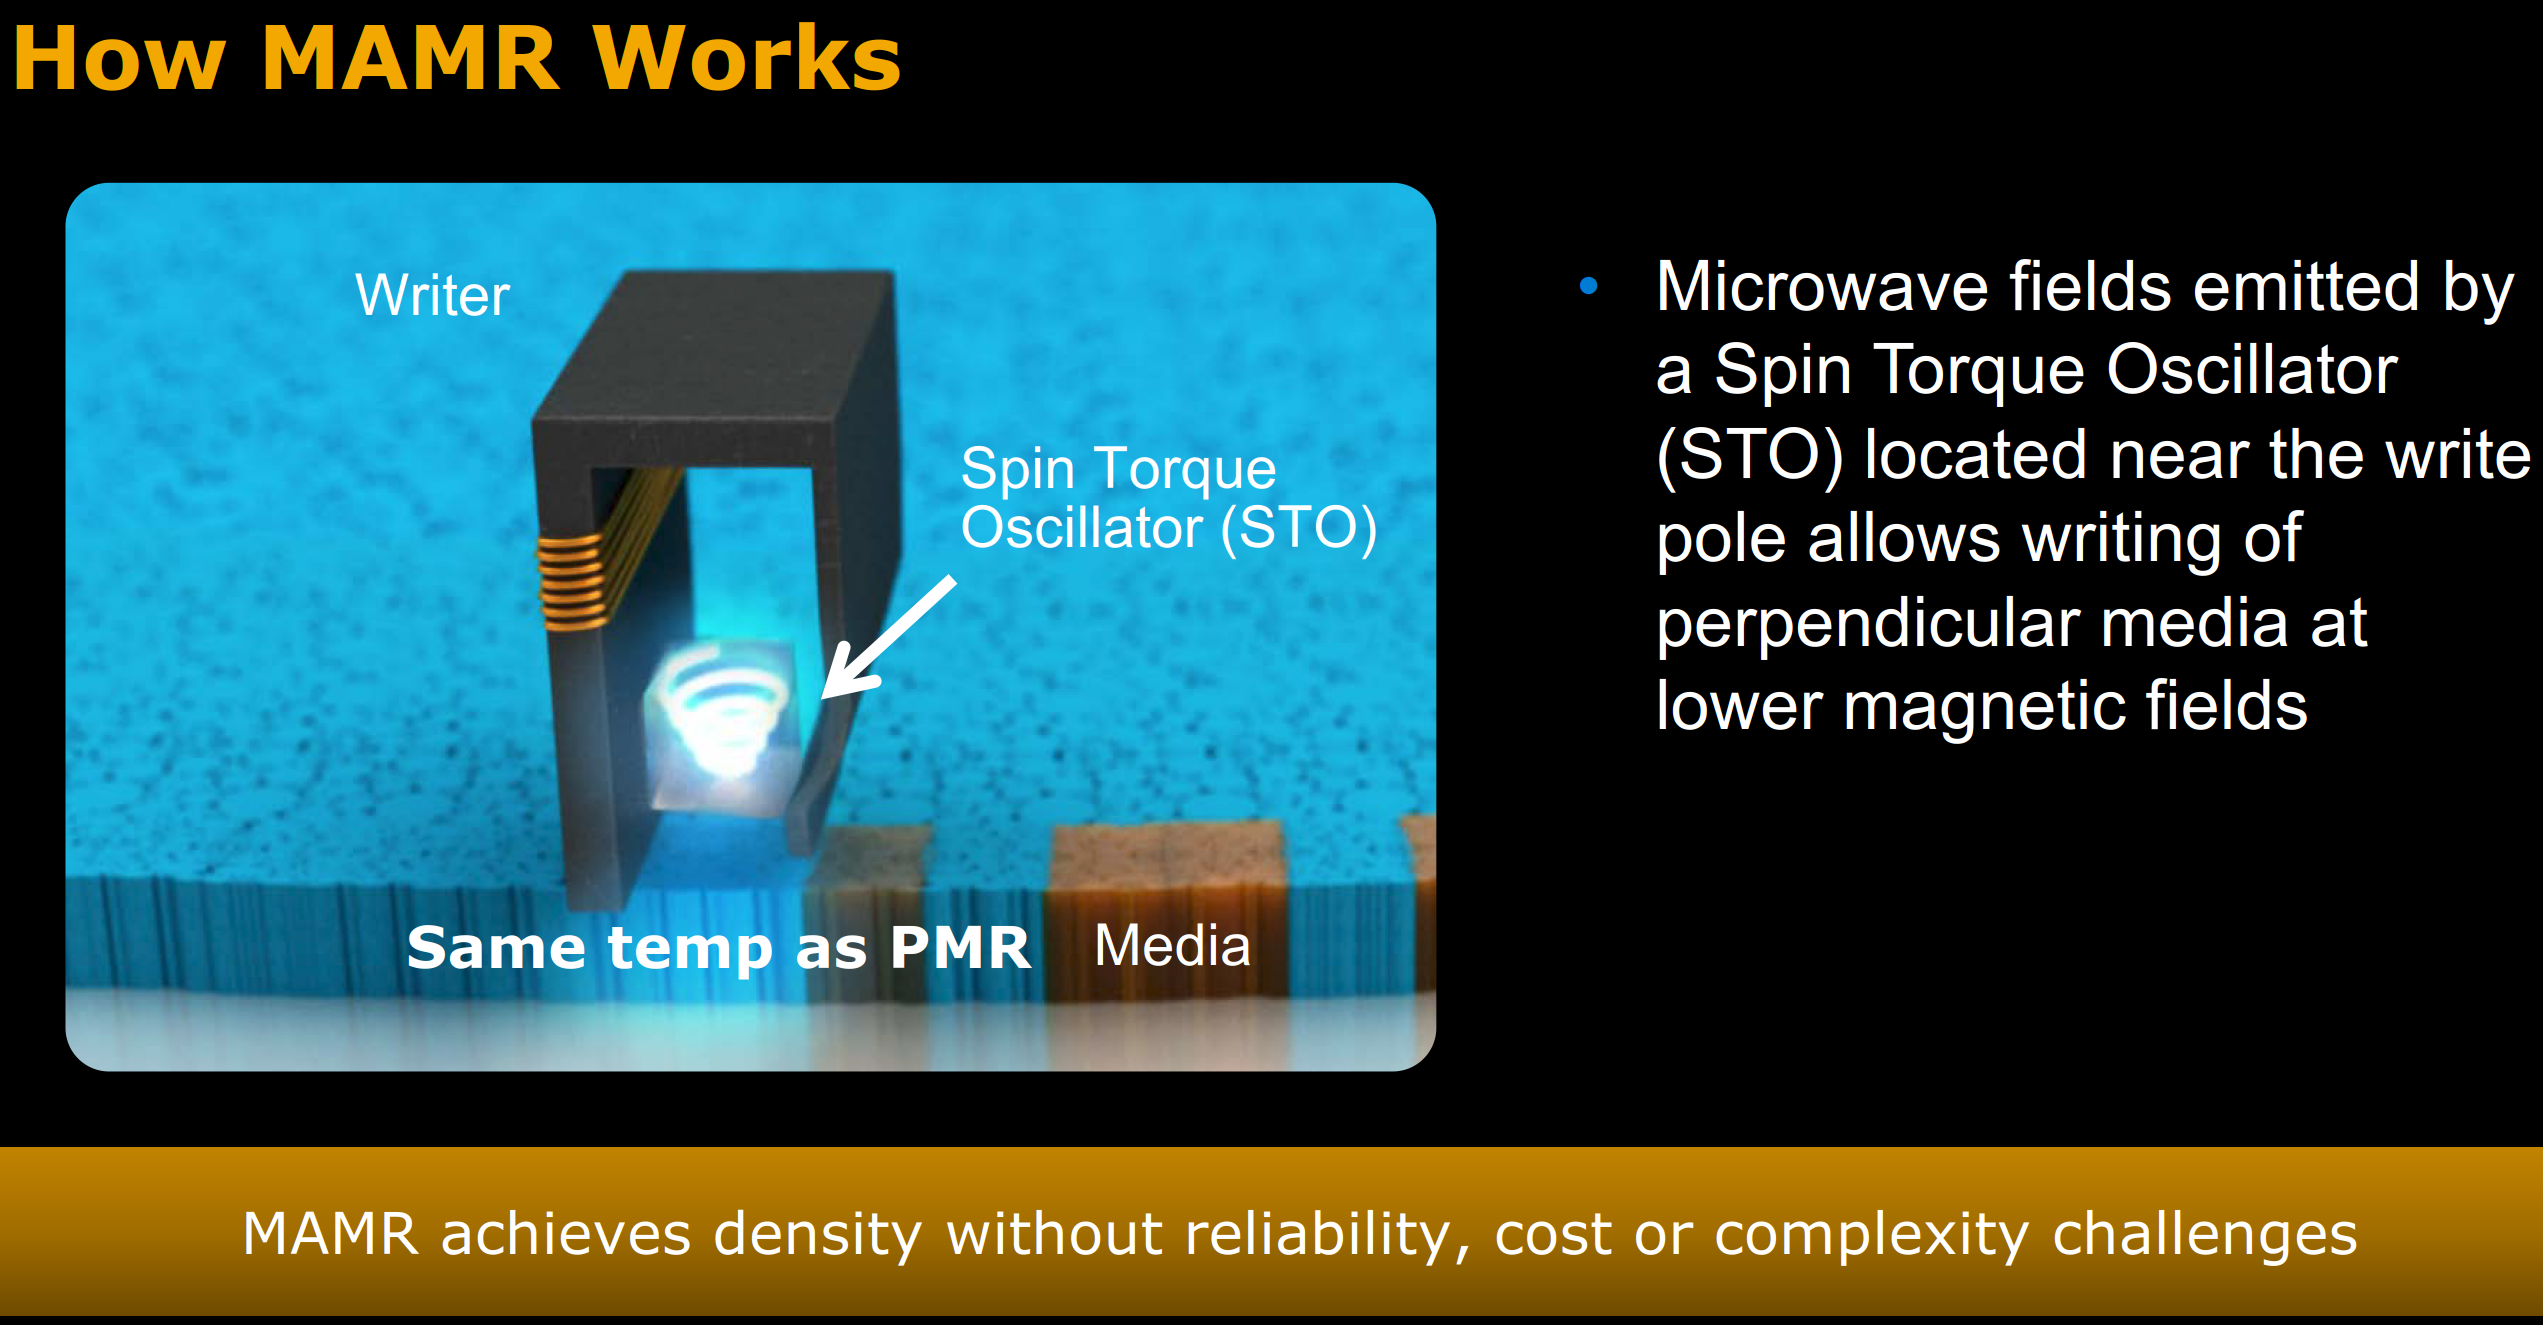 How MAMR Works
Writer
Spin Torque
Oscillator (STO)
Same temp as PMR
Media
• Microwave fields emitted by
a Spin Torque Oscillator
(STO) located near the write
pole allows writing of
perpendicular media at
lower magnetic fields
MAMR achieves density without reliability, cost or complexity challenges